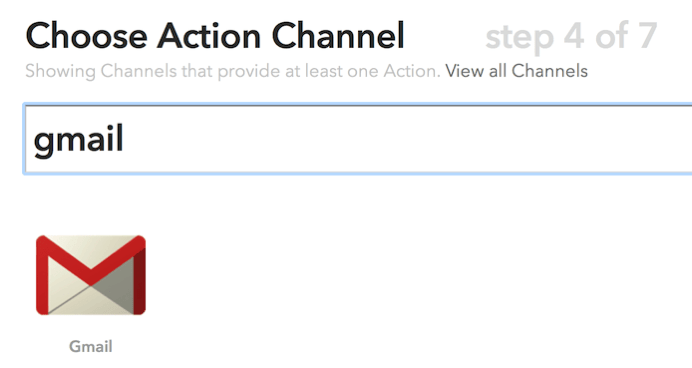 Choose Action Channel step 4 of 7
Showing Channels that provide at least one Action. View all Channels
gmail
Gmail